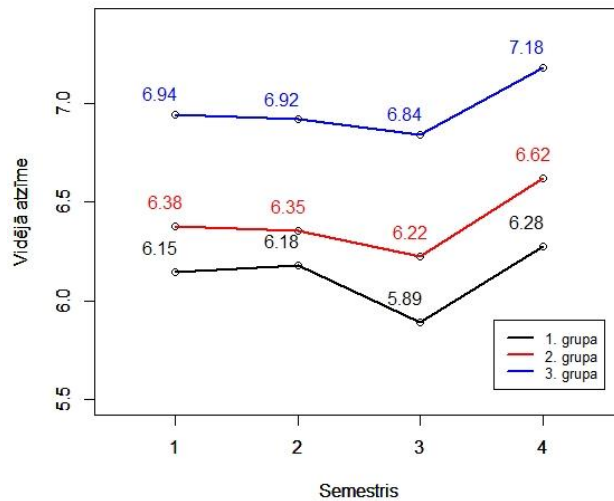 7.18
7.0
6.94
6.92
6.84
6.62
6.5
6.38
6.35
6.22
6.28
6.15
6.18
6.0
5.89
5.5
Vidējā atzīme
1. grupa
2. grupa
3. grupa
1 2 3 4
Semestris